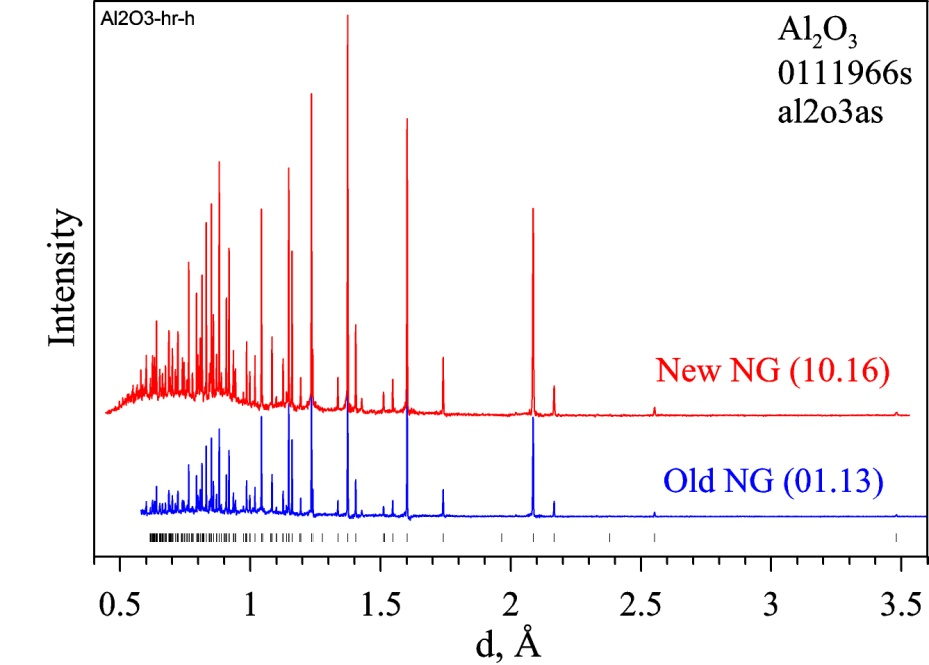 Al2O3-hr-h
Al₂O₃
0111966s
al2o3as
Intensity
New NG (10.16)
Old NG (01.13)
0.5 1 1.5 2 2.5 3 3.5
d, Å